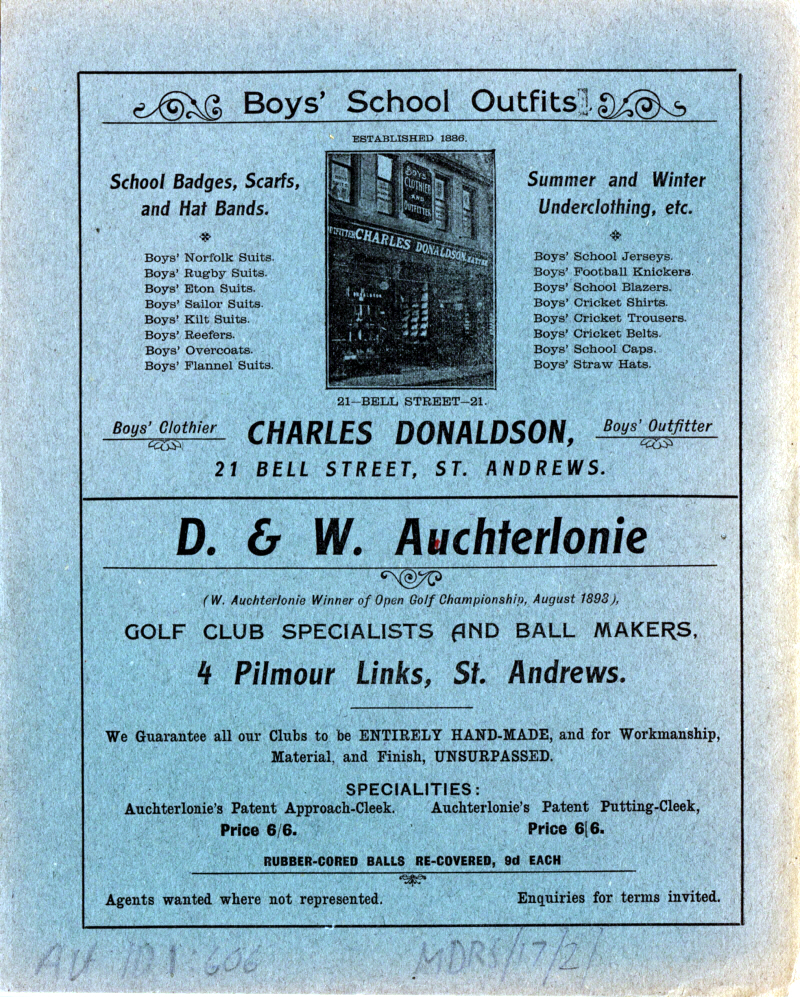 Boys' School Outfits
ESTABLISHED 1886.
School Badges, Scarfs,
and Hat Bands.
Boys' Norfolk Suits.
Boys' Rugby Suits.
Boys' Eton Suits.
Boys' Sailor Suits.
Boys' Kilt Suits.
Boys' Reefers.
Boys' Overcoats.
Boys' Flannel Suits.
BOYS'
CLOTHIER
AND
OUTFITTER
CHARLES DONALDSON,
Summer and Winter
Underclothing, etc.
Boys' School Jerseys.
Boys' Football Knickers.
Boys' School Blazers.
Boys' Cricket Shirts.
Boys' Cricket Trousers.
Boys' Cricket Belts.
Boys' School Caps.
Boys' Straw Hats.
21—BELL STREET—21.
Boys' Clothier CHARLES DONALDSON, Boys' Outfitter
21 BELL STREET, ST. ANDREWS.
D. & W. Auchterlonie
(W. Auchterlonie Winner of Open Golf Championship, August 1893),
GOLF CLUB SPECIALISTS AND BALL MAKERS,
4 Pilmour Links, St. Andrews.
We Guarantee all our Clubs to be ENTIRELY HAND-MADE, and for Workmanship,
Material, and Finish, UNSURPASSED.
SPECIALITIES:
Auchterlonie's Patent Approach-Cleek. Auchterlonie's Patent Putting-Cleek,
Price 6/6. Price 6/6.
RUBBER-CORED BALLS RE-COVERED, 9d EACH
Agents wanted where not represented. Enquiries for terms invited.
MDRS/17/2/